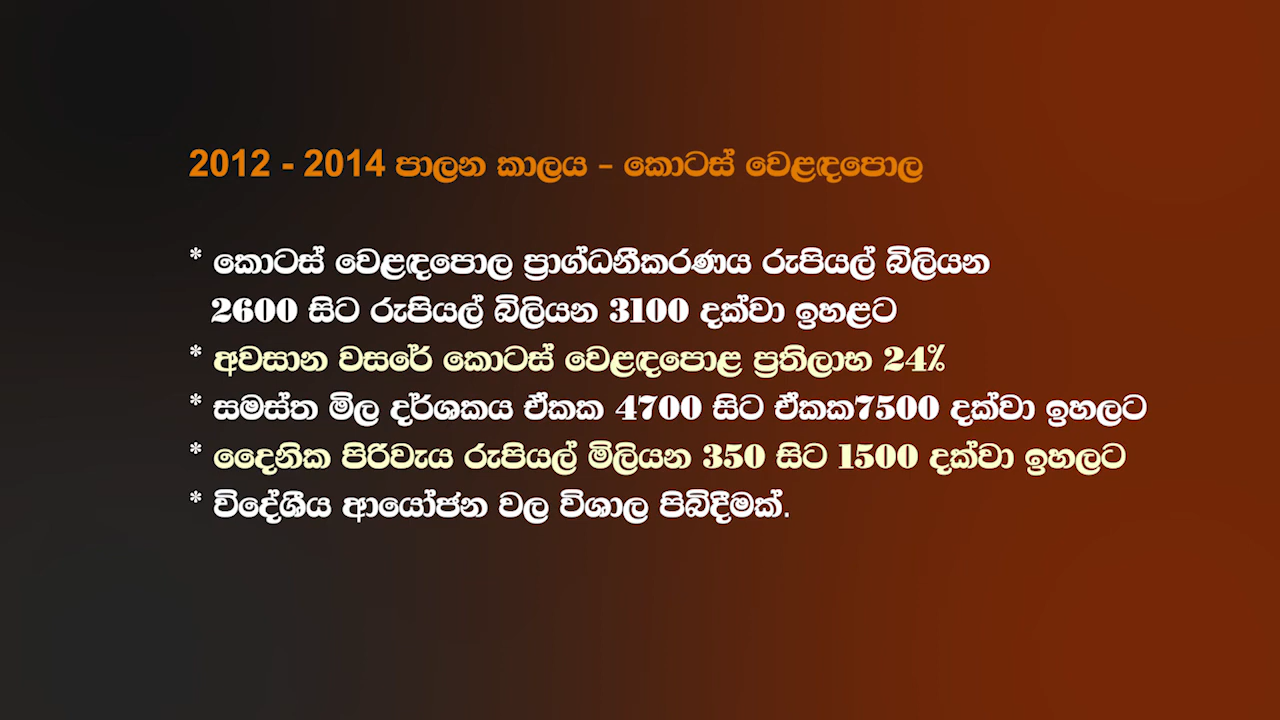 2012 - 2014 පාලන කාලය – කොටස් වෙළඳපොල
* කොටස් වෙළඳපොල ප්‍රාග්ධනීකරණය රුපියල් බිලියන
2600 සිට රුපියල් බිලියන 3100 දක්වා ඉහළට
* අවසාන වසරේ කොටස් වෙළඳපොළ ප්‍රතිලාභ 24%
* සමස්ත මිල දර්ශකය ඒකක 4700 සිට ඒකක7500 දක්වා ඉහලට
* දෛනික පිරිවැය රුපියල් මිලියන 350 සිට 1500 දක්වා ඉහලට
* විදේශීය ආයෝජන වල විශාල පිබිදීමක්.